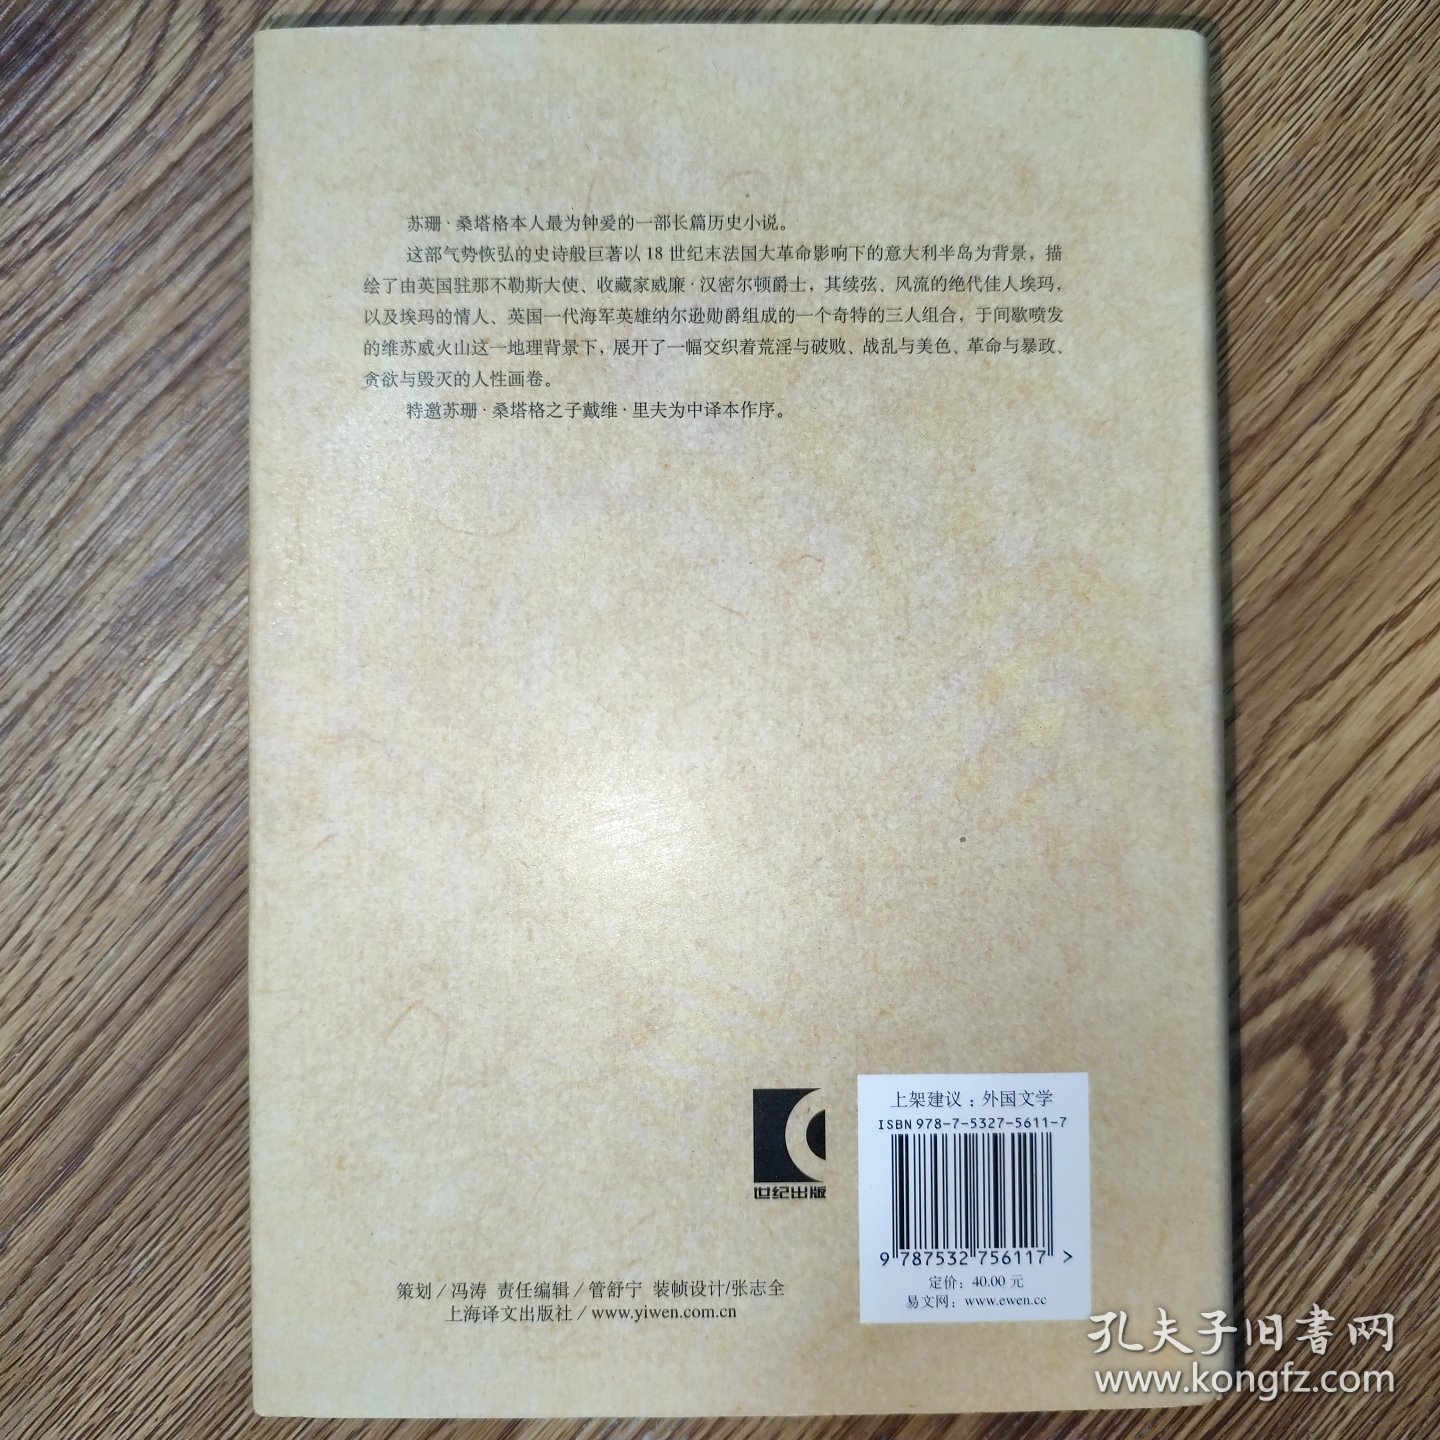 苏珊·桑塔格本人最为钟爱的一部长篇历史小说。
这部气势恢弘的史诗般巨著以18世纪末法国大革命影响下的意大利半岛为背景，描
绘了由英国驻那不勒斯大使、收藏家威廉·汉密尔顿爵士，其续弦、风流的绝代佳人埃玛，
以及埃玛的情人、英国一代海军英雄纳尔逊勋爵组成的一个奇特的三人组合，于间歇喷发
的维苏威火山这一地理背景下，展开了一幅交织着荒淫与破败、战乱与美色、革命与暴政、
贪欲与毁灭的人性画卷。
特邀苏珊·桑塔格之子戴维·里夫为中译本作序。
世纪出版
上架建议：外国文学
ISBN 978-7-5327-5611-7
9 787532 756117 >
定价：40.00 元
易文网：www.ewen.cc
策划/冯涛 责任编辑/管舒宁 装帧设计/张志全
上海译文出版社/www.yiwen.com.cn
孔夫子旧書网
www.kongfz.com